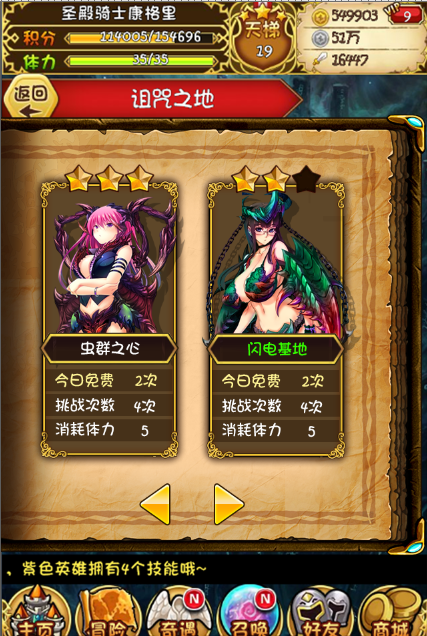 圣殿骑士康格里
积分 114005/154696
体力 35/35
天梯
19
549903
51万
16447
9
返回
诅咒之地
虫群之心
今日免费 2次
挑战次数 4次
消耗体力 5
闪电基地
今日免费 2次
挑战次数 4次
消耗体力 5
，紫色英雄拥有4个技能哦~
主页
冒险
奇遇
N
召唤
N
好友
商城